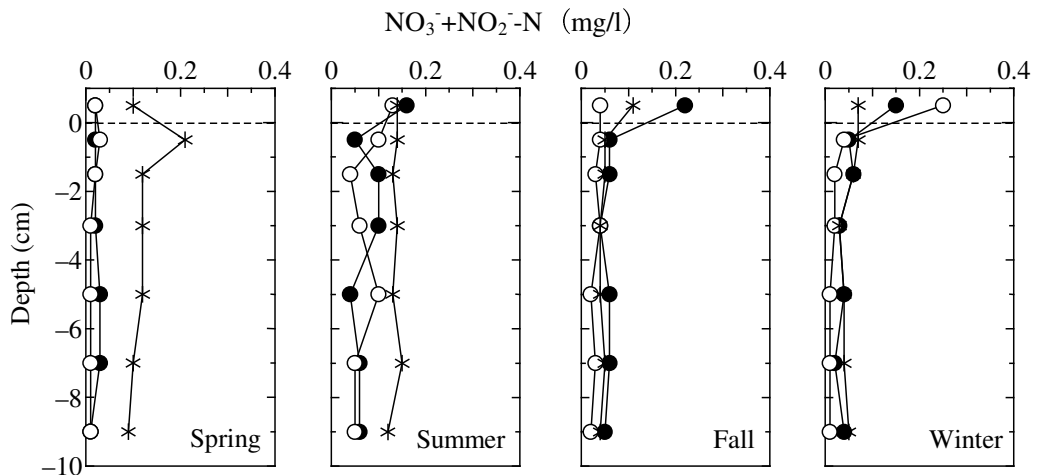 NO₃⁻+NO₂⁻-N (mg/l)
0 0.2 0.4 0 0.2 0.4 0 0.2 0.4 0 0.2 0.4
0
−2
−4
−6
−8
−10
Depth (cm)
Spring Summer Fall Winter